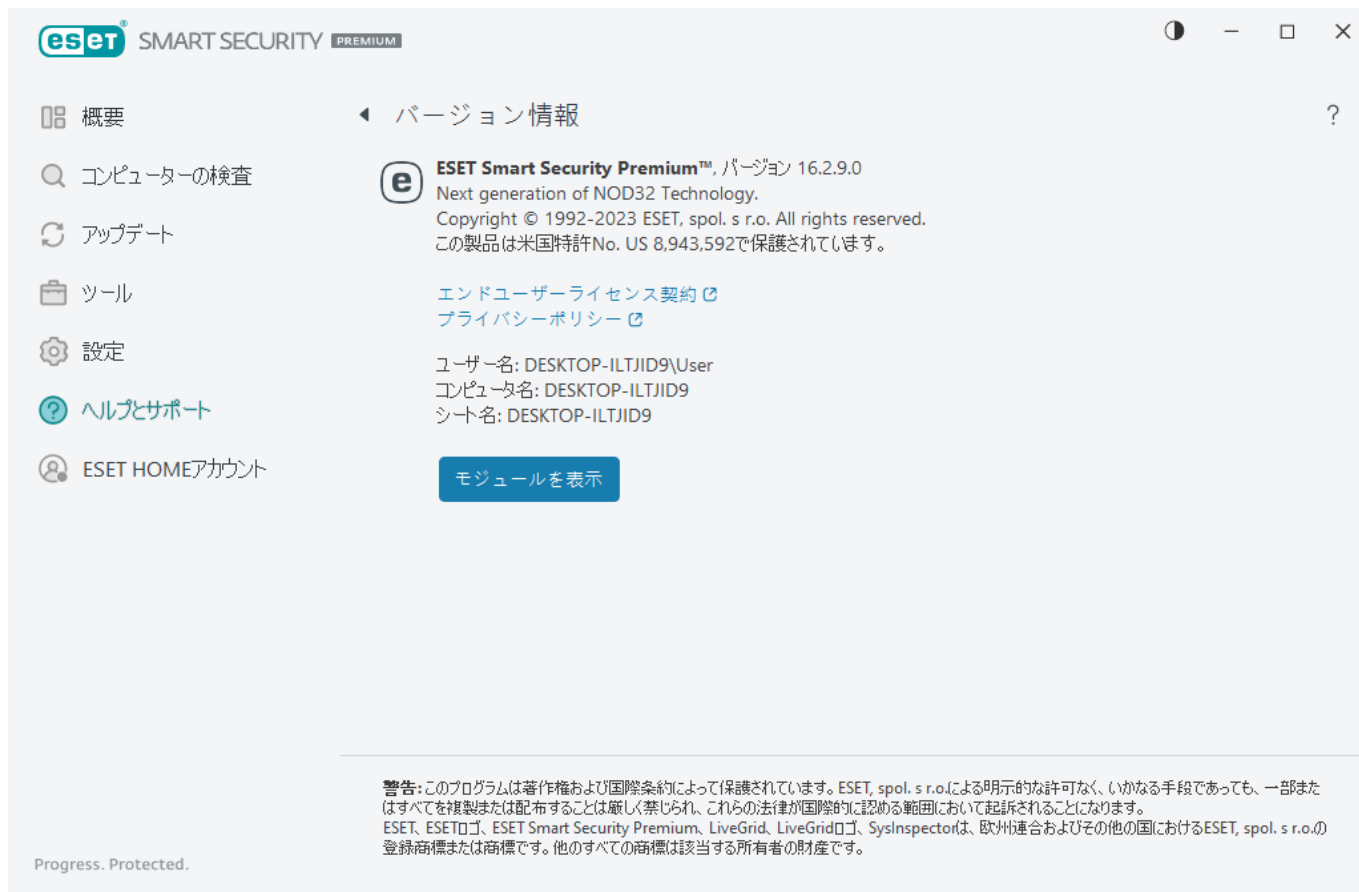 eset® SMART SECURITY PREMIUM
概要
コンピューターの検査
アップデート
ツール
設定
ヘルプとサポート
ESET HOMEアカウント
バージョン情報
?
e
ESET Smart Security Premium™, バージョン 16.2.9.0
Next generation of NOD32 Technology.
Copyright © 1992-2023 ESET, spol. s r.o. All rights reserved.
この製品は米国特許No. US 8,943,592で保護されています。
エンドユーザーライセンス契約
プライバシーポリシー
ユーザー名: DESKTOP-ILTJID9\User
コンピュータ名: DESKTOP-ILTJID9
シート名: DESKTOP-ILTJID9
モジュールを表示
警告:このプログラムは著作権および国際条約によって保護されています。ESET, spol. s r.o.による明示的な許可なく、いかなる手段であっても、一部また
はすべてを複製または配布することは厳しく禁じられ、これらの法律が国際的に認める範囲において起訴されることになります。
ESET、ESETロゴ、ESET Smart Security Premium、LiveGrid、LiveGridロゴ、SysInspectorは、欧州連合およびその他の国におけるESET, spol. s r.o.の
登録商標または商標です。他のすべての商標は該当する所有者の財産です。
Progress. Protected.